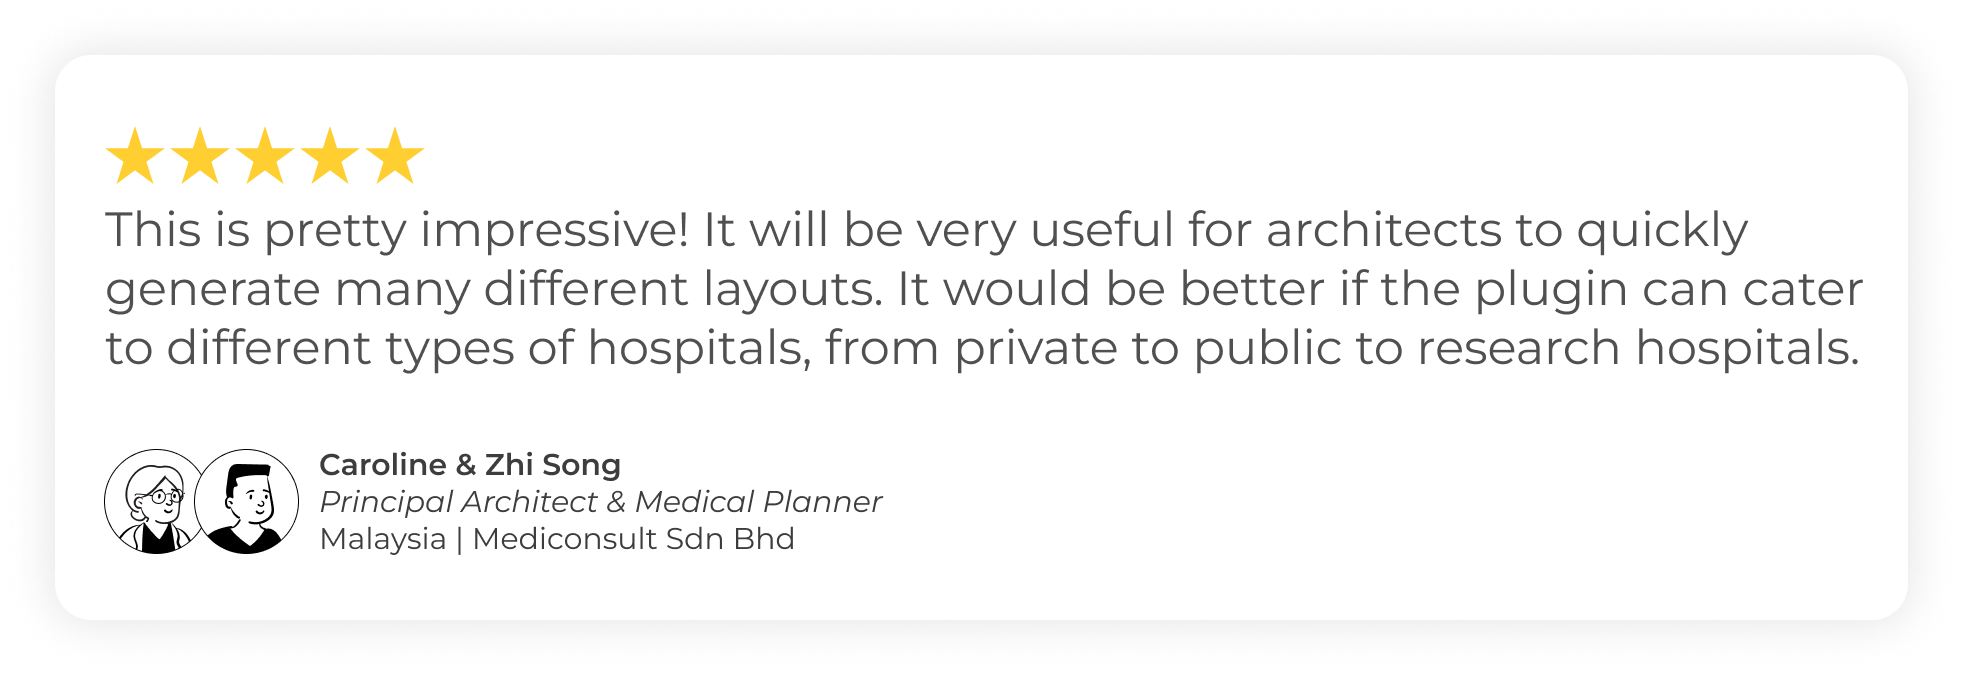 This is pretty impressive! It will be very useful for architects to quickly
generate many different layouts. It would be better if the plugin can cater
to different types of hospitals, from private to public to research hospitals.
Caroline & Zhi Song
Principal Architect & Medical Planner
Malaysia | Mediconsult Sdn Bhd